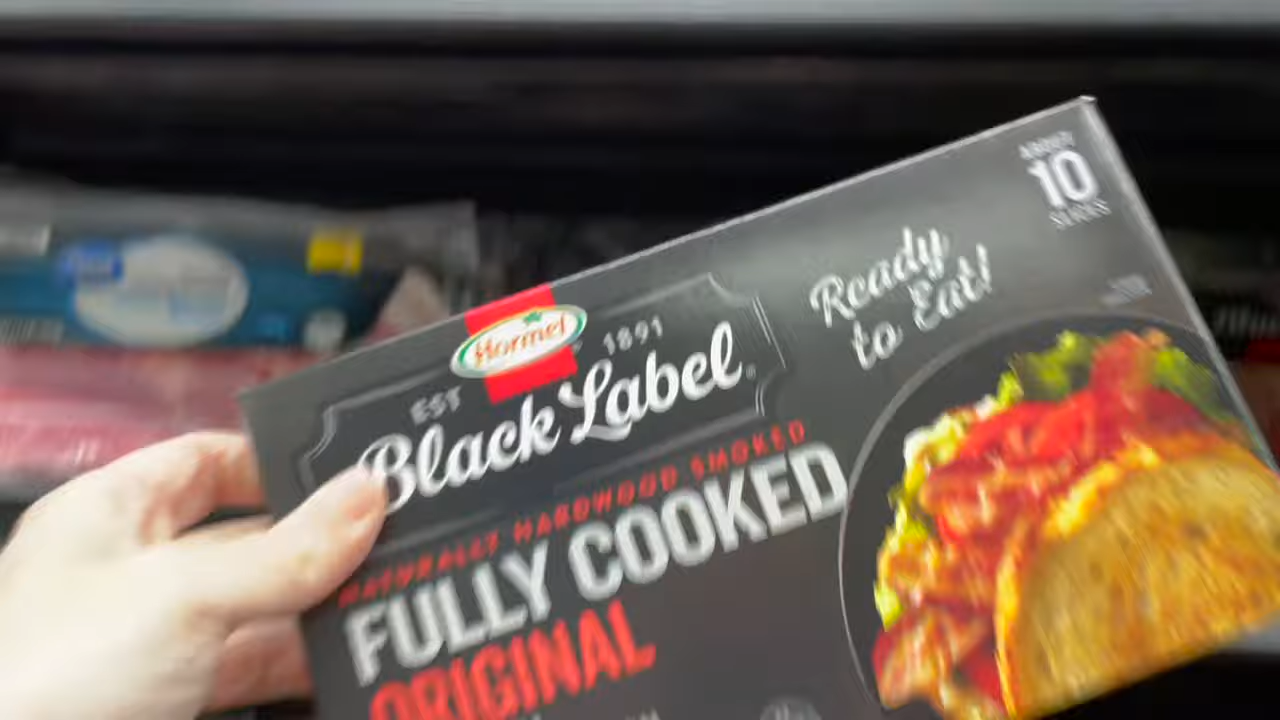 ABOUT
10
SLICES
Ready
to Eat!
Hormel
EST 1891
Black Label
NATURALLY HARDWOOD SMOKED
FULLY COOKED
ORIGINAL